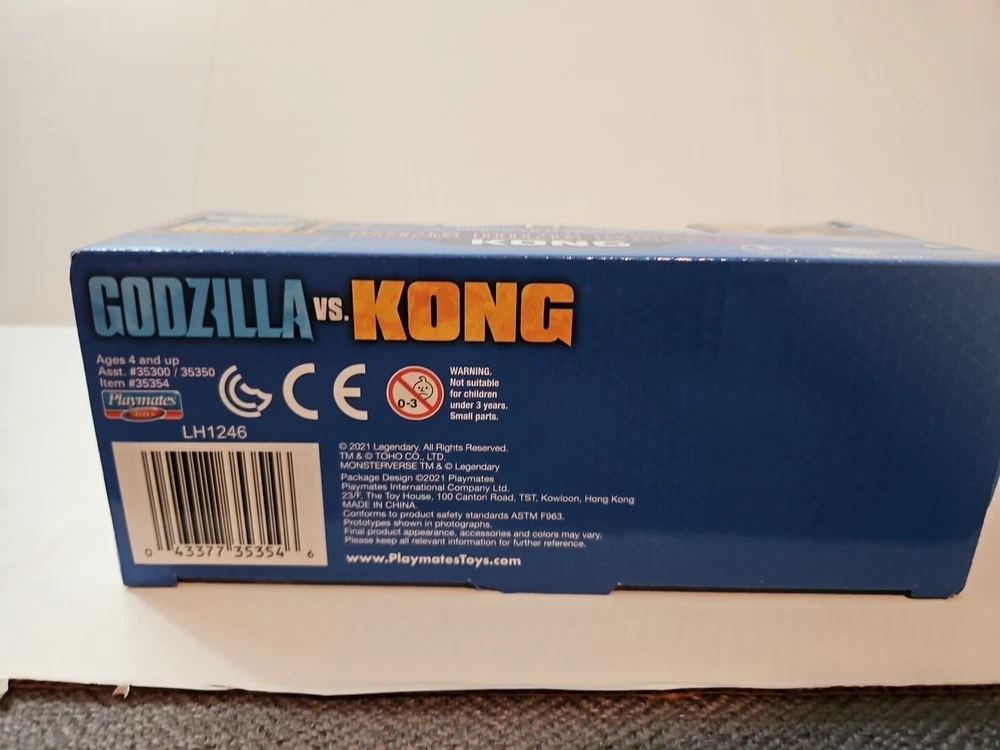 KONG
GODZILLA VS. KONG
Ages 4 and up
Asst. #35300 / 35350
Item #35354
Playmates
TOYS
LH1246
0 43377 35354 6
CE
0-3
WARNING.
Not suitable
for children
under 3 years.
Small parts.
© 2021 Legendary. All Rights Reserved.
TM & © TOHO CO., LTD.
MONSTERVERSE TM & © Legendary
Package Design ©2021 Playmates
Playmates International Company Ltd.
23/F, The Toy House, 100 Canton Road, TST, Kowloon, Hong Kong
MADE IN CHINA.
Conforms to product safety standards ASTM F963.
Prototypes shown in photographs.
Final product appearance, accessories and colors may vary.
Please keep all relevant information for further reference.
www.PlaymatesToys.com